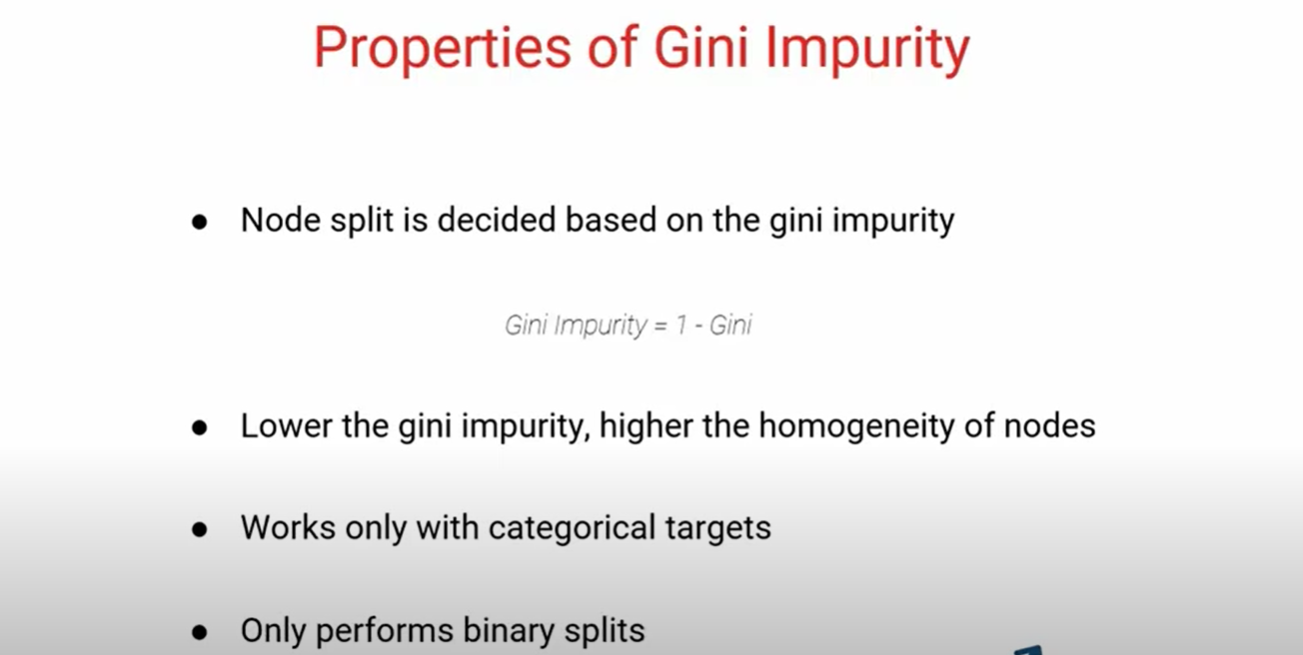 Properties of Gini Impurity
● Node split is decided based on the gini impurity
Gini Impurity = 1 - Gini
● Lower the gini impurity, higher the homogeneity of nodes
● Works only with categorical targets
● Only performs binary splits